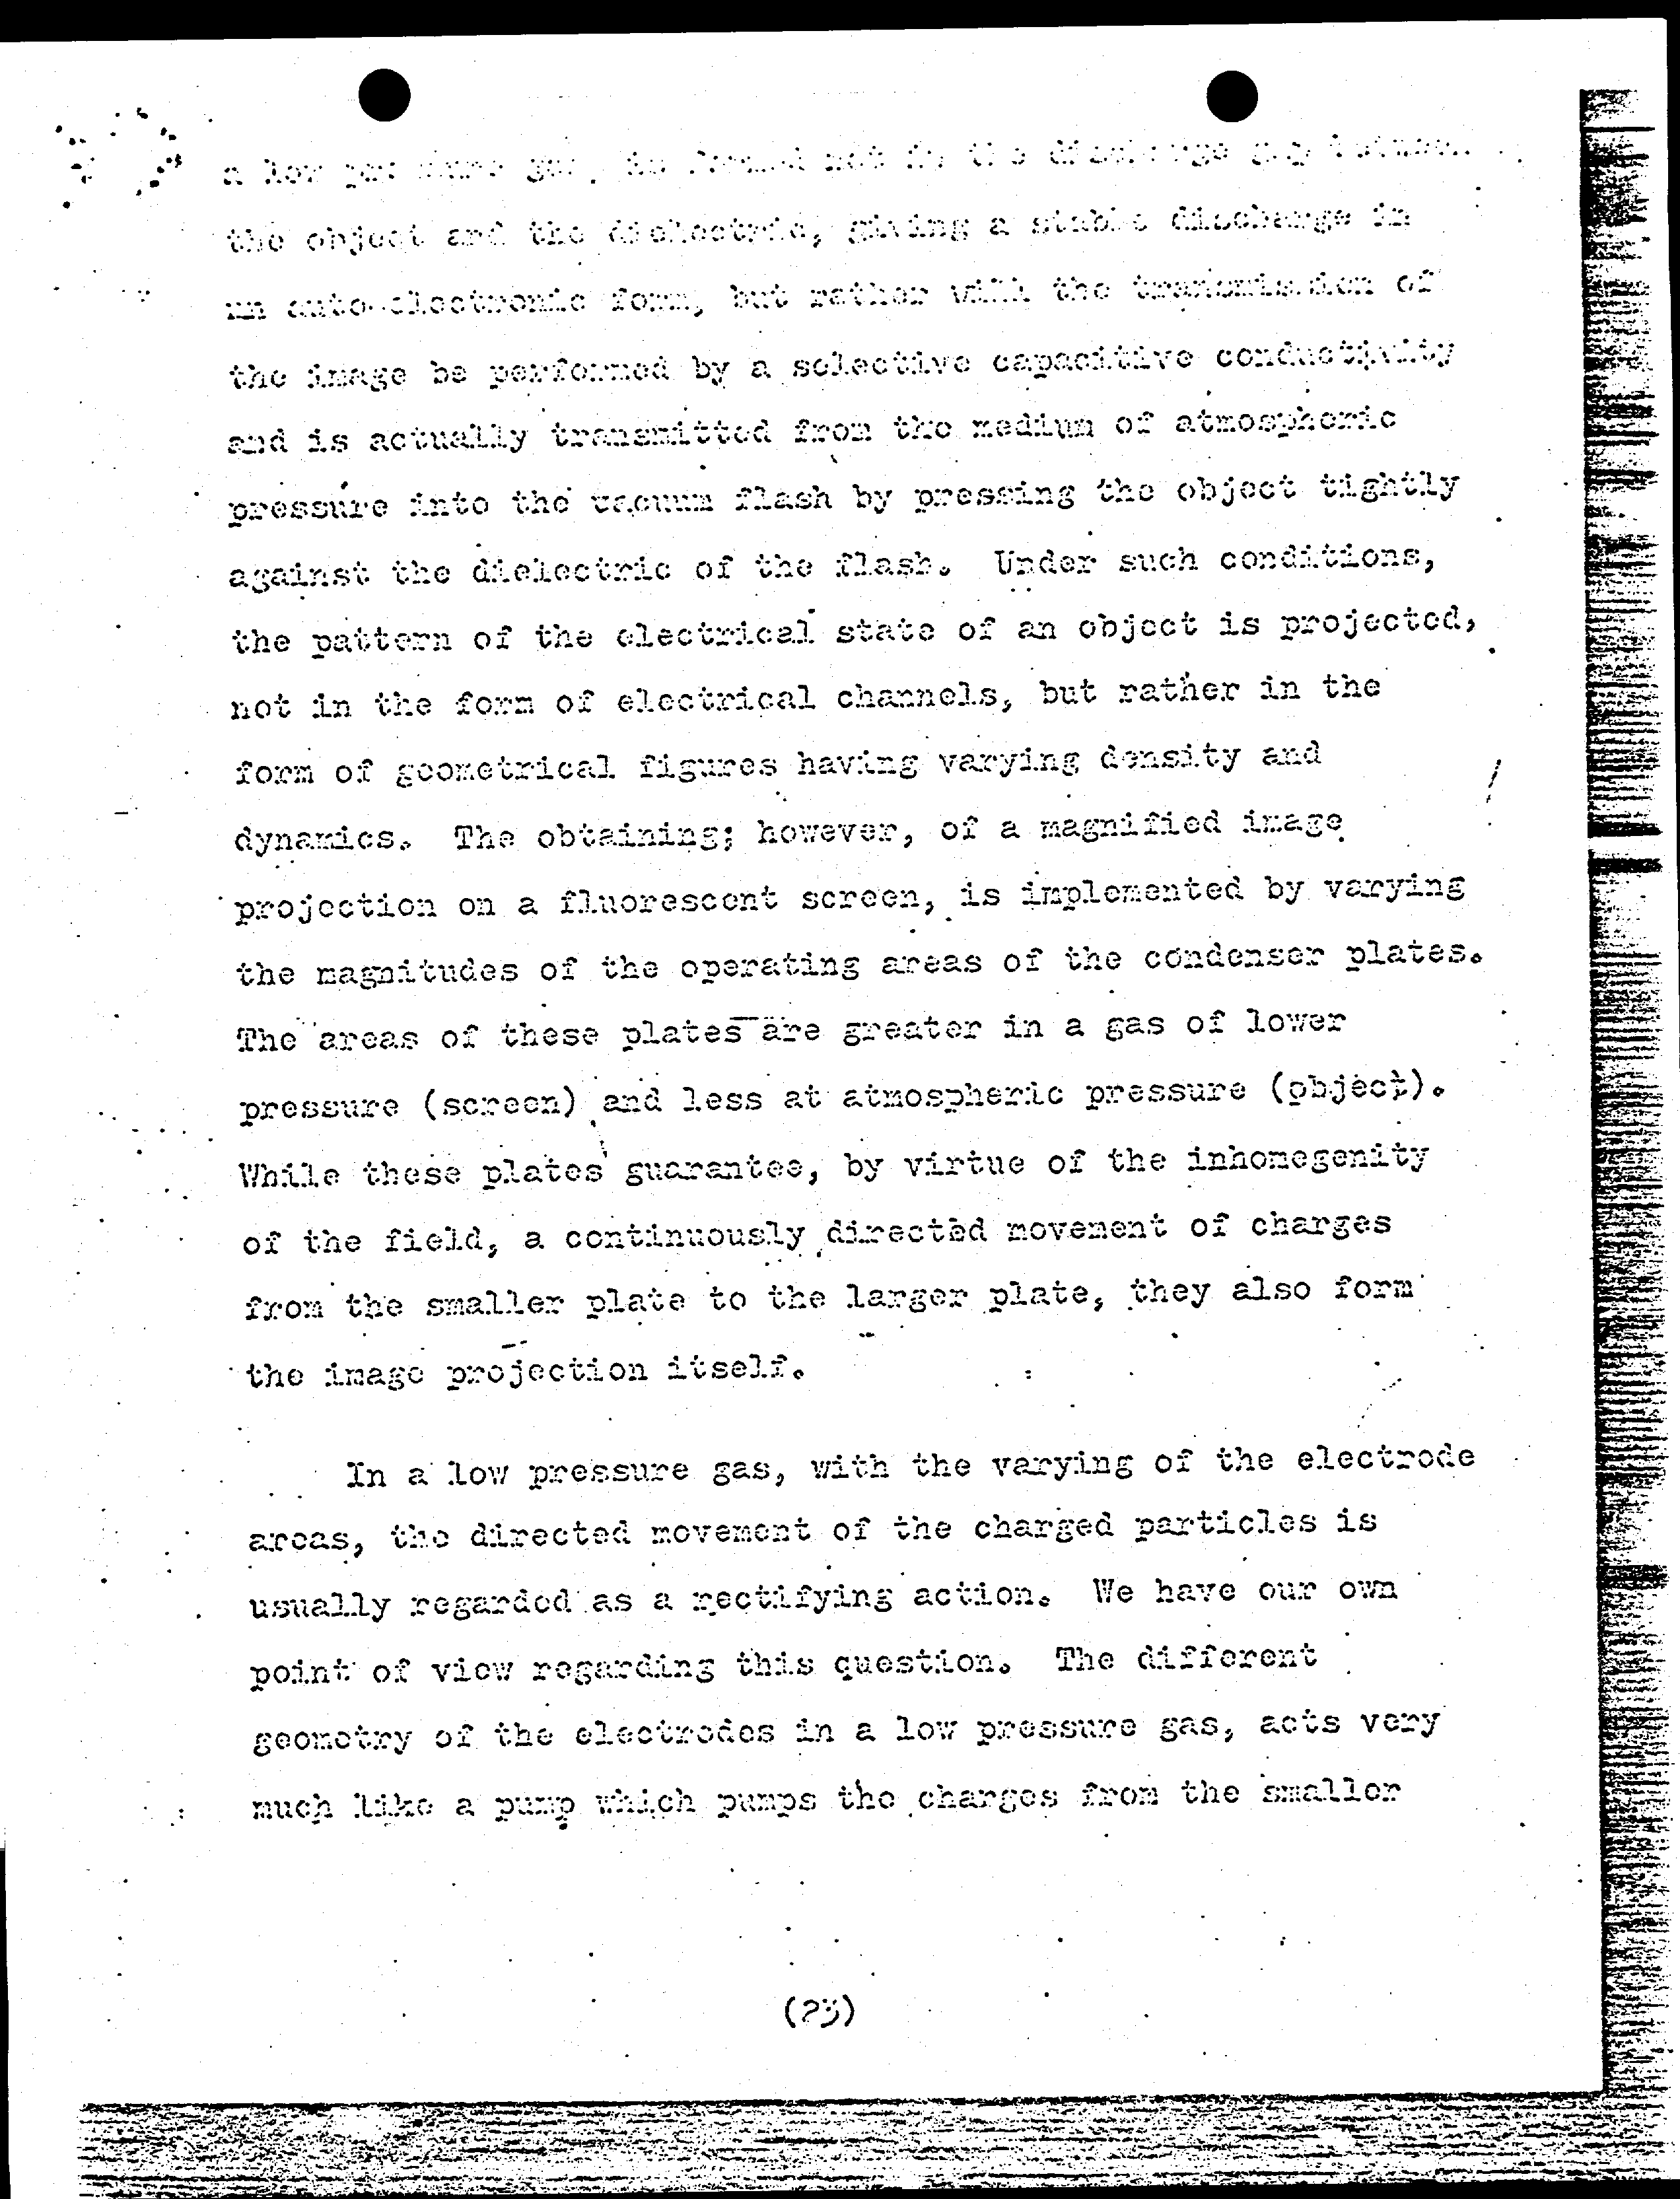 a low pressure gas, is formed not in the discharge gap between
the object and the dielectric, giving a stable discharge in
an auto-electronic form, but rather will the transmission of
the image be performed by a selective capacitive conductivity
and is actually transmitted from the medium of atmospheric
pressure into the vacuum flash by pressing the object tightly
against the dielectric of the flash. Under such conditions,
the pattern of the electrical state of an object is projected,
not in the form of electrical channels, but rather in the
form of geometrical figures having varying density and
dynamics. The obtaining; however, of a magnified image
projection on a fluorescent screen, is implemented by varying
the magnitudes of the operating areas of the condenser plates.
The areas of these plates are greater in a gas of lower
pressure (screen) and less at atmospheric pressure (object).
While these plates guarantee, by virtue of the inhomegenity
of the field, a continuously directed movement of charges
from the smaller plate to the larger plate, they also form
the image projection itself.
In a low pressure gas, with the varying of the electrode
areas, the directed movement of the charged particles is
usually regarded as a rectifying action. We have our own
point of view regarding this question. The different
geometry of the electrodes in a low pressure gas, acts very
much like a pump which pumps the charges from the smaller
(23)